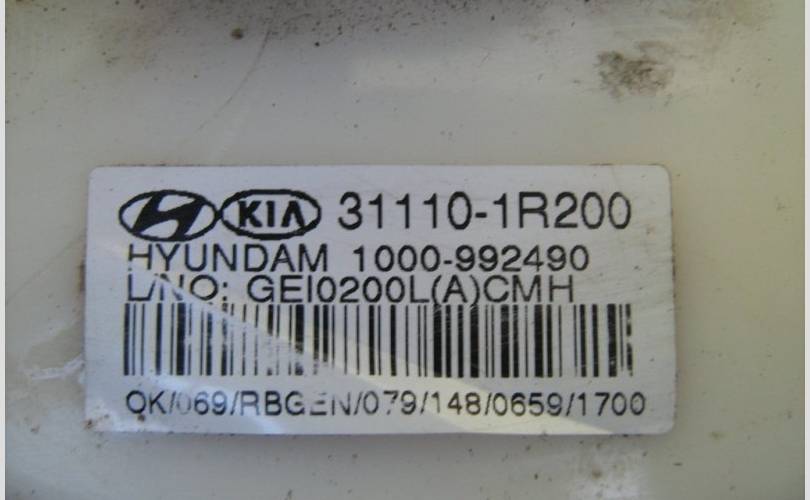 KIA 31110-1R200
HYUNDAM 1000-992490
L/NO: GEI0200L(A)CMH
OK/069/RBGEN/079/148/0659/1700